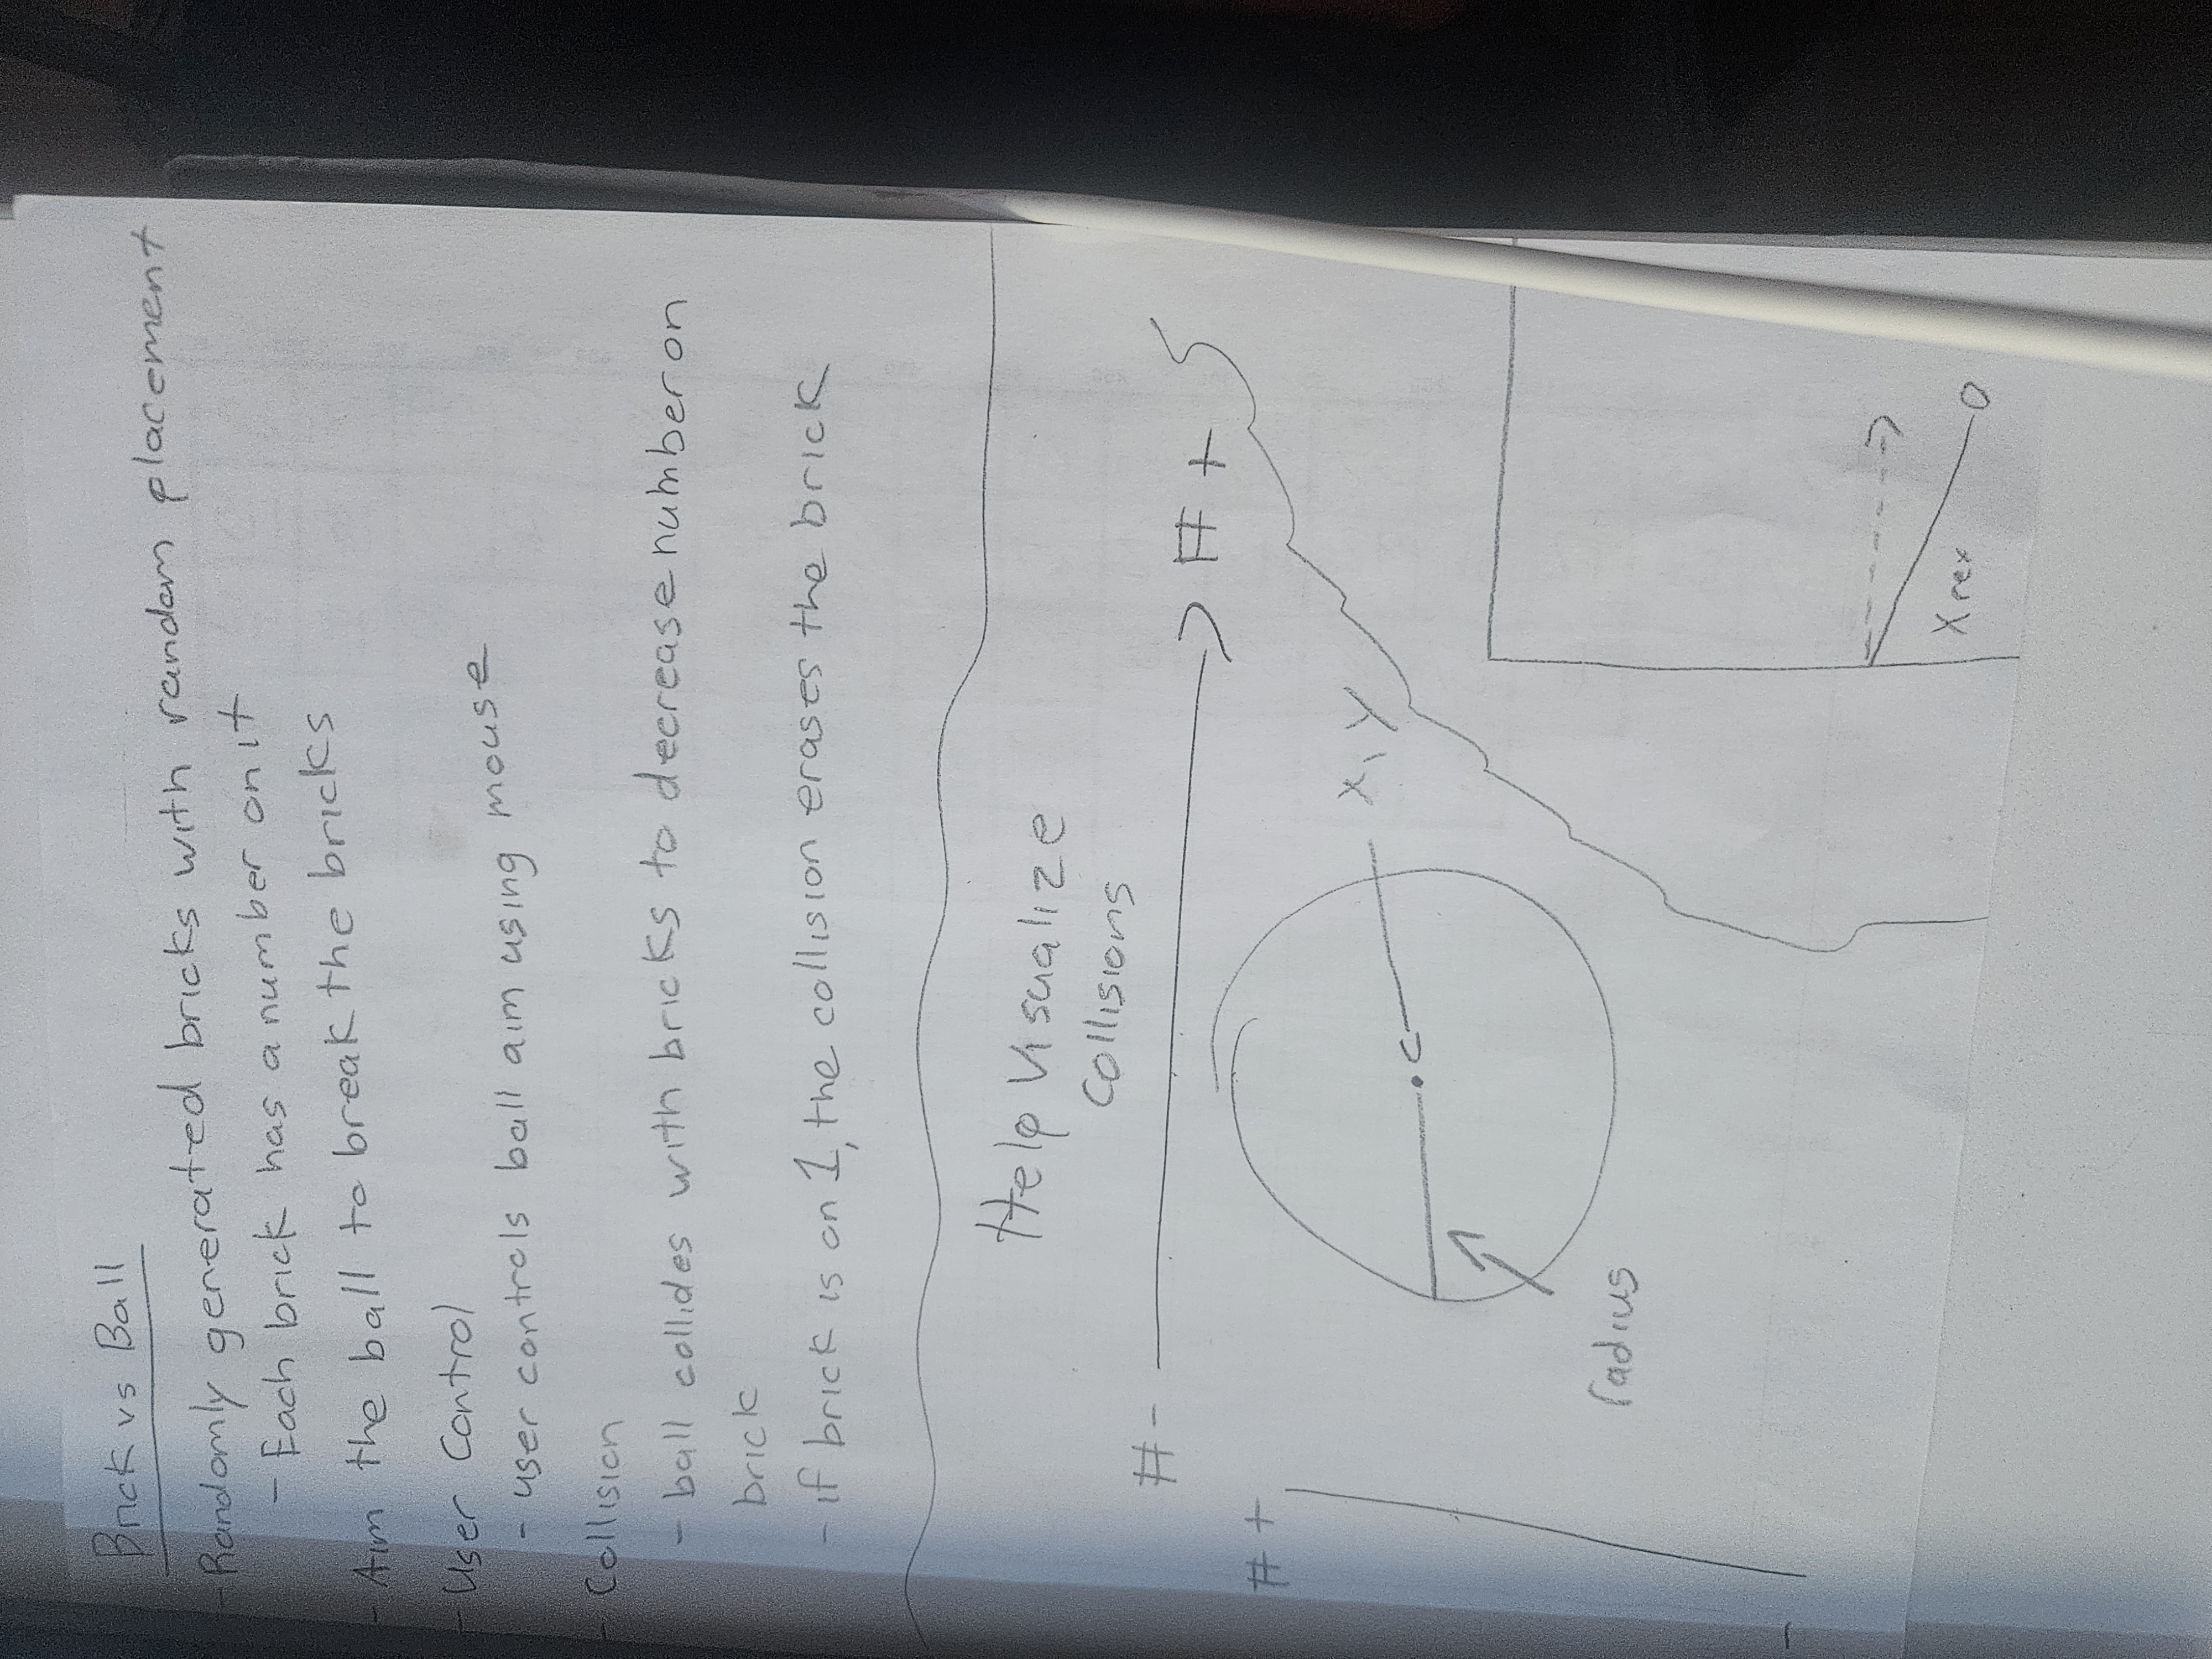 Brick vs Ball
- Randomly generated bricks with random placement
- Each brick has a number on it
- Aim the ball to break the bricks
- User Control
- user controls ball aim using mouse
- Collision
- ball collides with bricks to decrease number on
brick
- if brick is on 1, the collision erases the brick
Help Visualize
Collisions
# -
# +
# +
x, y
radius
-